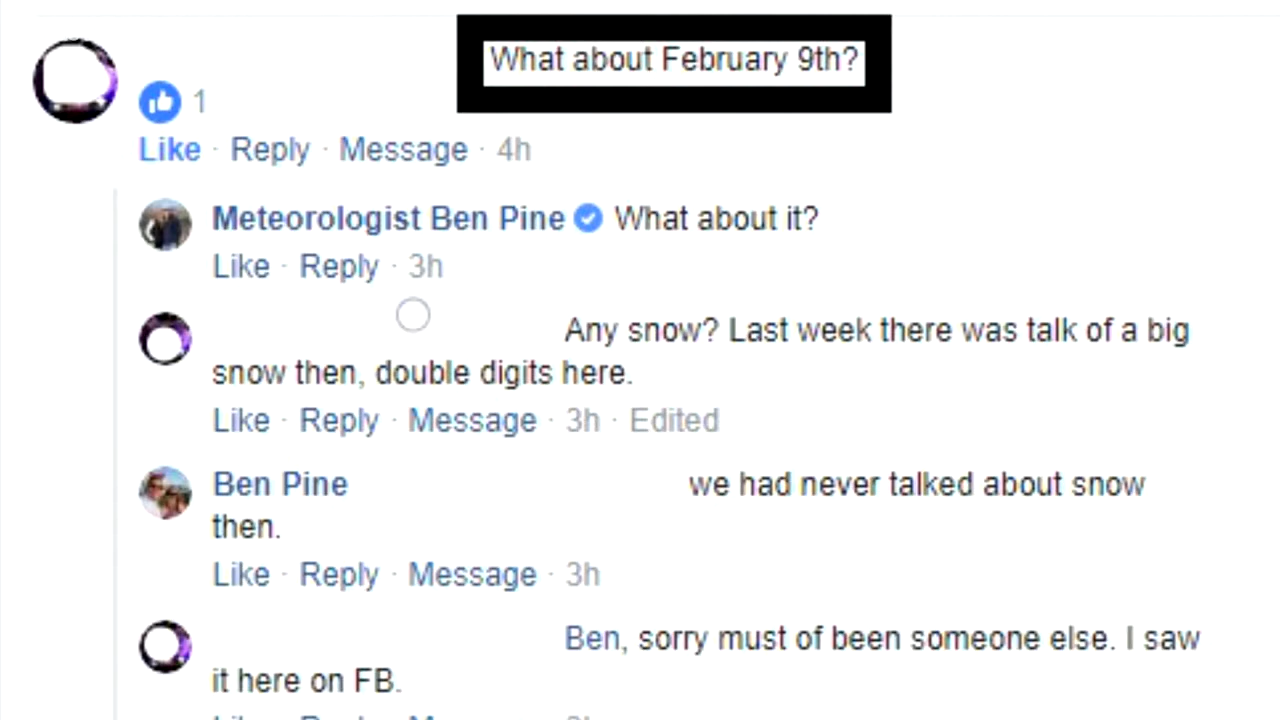 What about February 9th?
1
Like · Reply · Message · 4h
Meteorologist Ben Pine What about it?
Like · Reply · 3h
Any snow? Last week there was talk of a big
snow then, double digits here.
Like · Reply · Message · 3h · Edited
Ben Pine we had never talked about snow
then.
Like · Reply · Message · 3h
Ben, sorry must of been someone else. I saw
it here on FB.